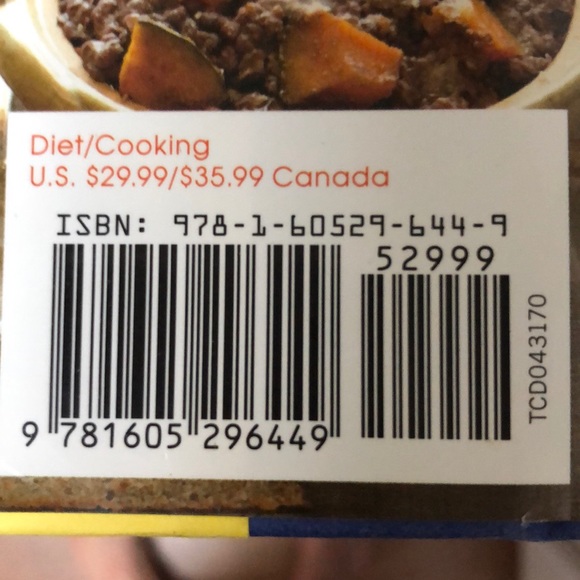 Diet/Cooking
U.S. $29.99/$35.99 Canada
ISBN: 978-1-60529-644-9
52999
9 781605 296449
TCD043170